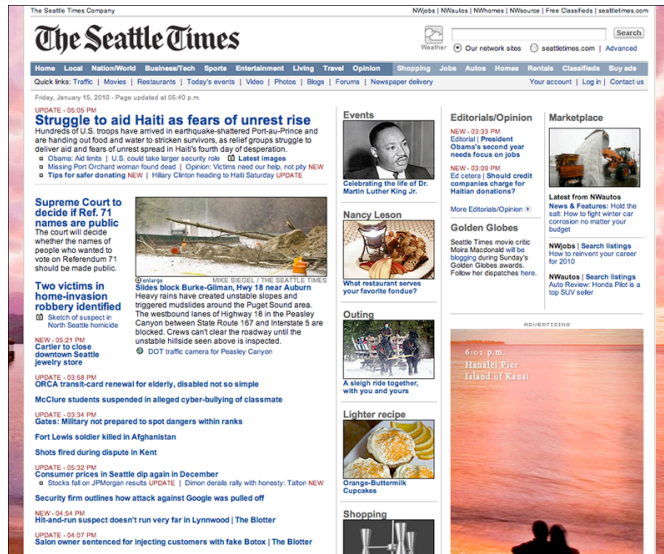 The Seattle Times Company
NWjobs | NWautos | NWhomes | NWsource | Free Classifieds | seattletimes.com
The Seattle Times
Weather
Search
Our network sites
seattletimes.com | Advanced
Home Local Nation/World Business/Tech Sports Entertainment Living Travel Opinion Shopping Jobs Autos Homes Rentals Classifieds Buy ads
Quick links: Traffic | Movies | Restaurants | Today's events | Video | Photos | Blogs | Forums | Newspaper delivery
Your account | Log in | Contact us
Friday, January 15, 2010 - Page updated at 05:40 p.m.
UPDATE - 05:05 PM
Struggle to aid Haiti as fears of unrest rise
Hundreds of U.S. troops have arrived in earthquake-shattered Port-au-Prince and
are handing out food and water to stricken survivors, as relief groups struggle to
deliver aid and fears of unrest spread in Haiti's fourth day of desperation.
Obama: Aid limits | U.S. could take larger security role
Latest images
Missing Port Orchard woman found dead | Opinion: Victims need our help, not pity NEW
Tips for safer donating NEW | Hamilton Circle heading to Haiti Saturday UPDATE
Supreme Court to
decide if Ref. 71
names are public
The court will decide
whether the names of
people who wanted to
vote on Referendum 71
should be made public.
Two victims in
home-invasion
robbery identified
Sketch of suspect in
North Seattle homicide
NEW - 05:21 PM
Cartier to close
downtown Seattle
jewelry store
enlarge
MIKE SIEGEL / THE SEATTLE TIMES
Slides block Burke-Gilman, Hwy 18 near Auburn
Heavy rains have created unstable slopes and
triggered mudslides around the Puget Sound area.
The westbound lanes of Highway 18 in the Peasley
Canyon between State Route 167 and Interstate 5 are
blocked. Crews can't clear the roadway until the
unstable hillside seen above is inspected.
DOT traffic camera for Peasley Canyon
UPDATE - 03:58 PM
ORCA transit-card renewal for elderly, disabled not so simple
McClure students suspended in alleged cyber-bullying of classmate
UPDATE - 03:34 PM
Gates: Military not prepared to spot dangers within ranks
Fort Lewis soldier killed in Afghanistan
Shots fired during dispute in Kent
UPDATE - 05:32 PM
Consumer prices in Seattle dip again in December
Stocks fall on JPMorgan results UPDATE | Dimon derails rally with honesty: Talton NEW
Security firm outlines how attack against Google was pulled off
NEW - 04:54 PM
Hit-and-run suspect doesn't run very far in Lynnwood | The Blotter
UPDATE - 04:07 PM
Salon owner sentenced for injecting customers with fake Botox | The Blotter
Events
Celebrating the life of Dr.
Martin Luther King Jr.
Nancy Leson
What restaurant serves
your favorite fondue?
Outing
A sleigh ride together,
with you and yours
Lighter recipe
Orange-Buttermilk
Cupcakes
Shopping
Editorials/Opinion
NEW - 03:33 PM
Editorial | President
Obama's second year
needs focus on jobs
NEW - 03:09 PM
Ed cetera | Should credit
companies charge for
Haitian donations?
More Editorials/Opinion
Golden Globes
Seattle Times movie critic
Moira Macdonald will be
blogging during Sunday's
Golden Globes awards.
Follow her dispatches here.
Marketplace
Latest from NWautos
News & Features: Hold the
salt: How to fight winter car
corrosion no matter your
budget
NWjobs | Search listings
How to reinvent your career
for 2010
NWautos | Search listings
Auto Review: Honda Pilot is a
top SUV seller
ADVERTISING
6:02 p.m.
Hanalei Pier
Island of Kauai